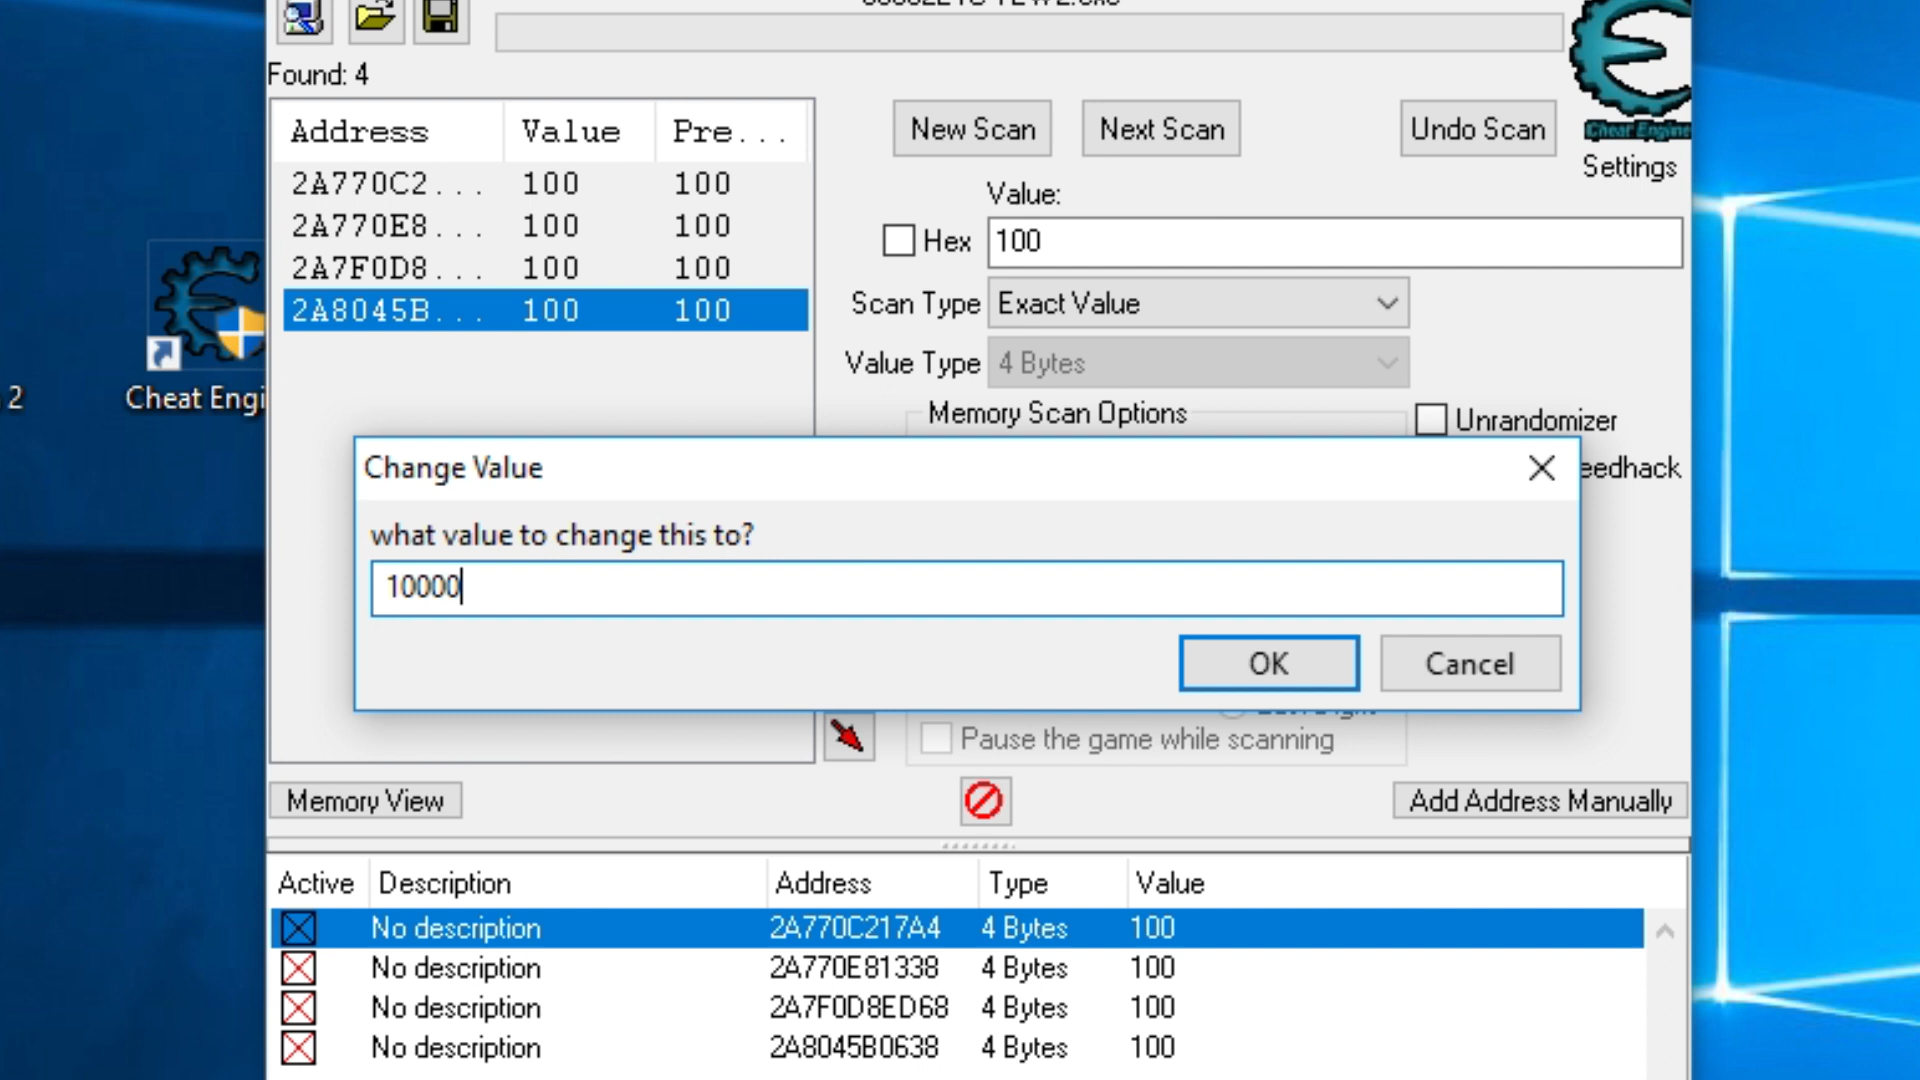 Found: 4
Address Value Pre...
2A770C2... 100 100
2A770E8... 100 100
2A7F0D8... 100 100
2A8045B... 100 100
New Scan Next Scan Undo Scan
Cheat Engine
Settings
Value:
Hex 100
Scan Type Exact Value
Value Type 4 Bytes
Memory Scan Options
Unrandomizer
2
Cheat Engi
Change Value
what value to change this to?
10000
OK Cancel
Pause the game while scanning
Memory View Add Address Manually
Active Description Address Type Value
No description 2A770C217A4 4 Bytes 100
No description 2A770E81338 4 Bytes 100
No description 2A7F0D8ED68 4 Bytes 100
No description 2A8045B0638 4 Bytes 100